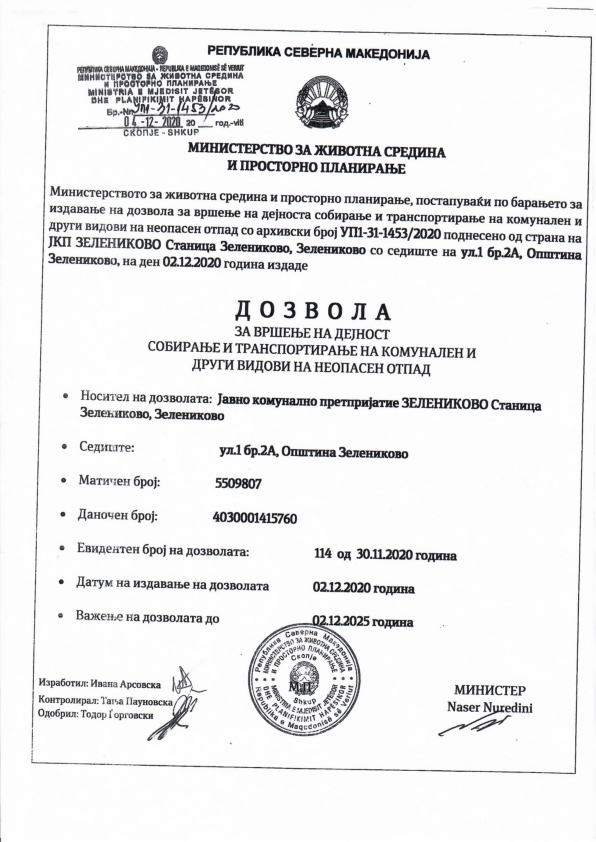 РЕПУБЛИКА СЕВЕРНА МАКЕДОНИЈА
РЕПУБЛИКА СЕВЕРНА МАКЕДОНИЈА - REPUBLIKA E MAQEDONISË SË VERIUT
МИНИСТЕРСТВО ЗА ЖИВОТНА СРЕДИНА
И ПРОСТОРНО ПЛАНИРАЊЕ
MINISTRIA E MJEDISIT JETËSOR
DHE PLANIFIKIMIT HAPËSINOR
Бр.-Nr. УП1-31-1453/2020
04-12-2020 20 год.-viti
СКОПЈЕ - SHKUP
МИНИСТЕРСТВО ЗА ЖИВОТНА СРЕДИНА
И ПРОСТОРНО ПЛАНИРАЊЕ
Министерството за животна средина и просторно планирање, постапувајќи по барањето за
издавање на дозвола за вршење на дејноста собирање и транспортирање на комунален и
други видови на неопасен отпад со архивски број УП1-31-1453/2020 поднесено од страна на
ЈКП ЗЕЛЕНИКОВО Станица Зелениково, Зелениково со седиште на ул.1 бр.2А, Општина
Зелениково, на ден 02.12.2020 година издаде
ДОЗВОЛА
ЗА ВРШЕЊЕ НА ДЕЈНОСТ
СОБИРАЊЕ И ТРАНСПОРТИРАЊЕ НА КОМУНАЛЕН И
ДРУГИ ВИДОВИ НА НЕОПАСЕН ОТПАД
• Носител на дозволата: Јавно комунално претпријатие ЗЕЛЕНИКОВО Станица
Зелениково, Зелениково
• Седиште: ул.1 бр.2А, Општина Зелениково
• Матичен број: 5509807
• Даночен број: 4030001415760
• Евидентен број на дозволата: 114 од 30.11.2020 година
• Датум на издавање на дозволата 02.12.2020 година
• Важење на дозволата до 02.12.2025 година
Република Северна Македонија
МИНИСТЕРСТВО ЗА ЖИВОТНА СРЕДИНА
И ПРОСТОРНО ПЛАНИРАЊЕ
Скопје
М.П.
Shkup
MINISTRIA E MJEDISIT JETËSOR
DHE PLANIFIKIMIT HAPËSINOR
Republika e Maqedonisë së Veriut
Изработил: Ивана Арсовска
Контролирал: Тања Пауновска
Одобрил: Тодор Ѓорговски
МИНИСТЕР
Naser Nuredini